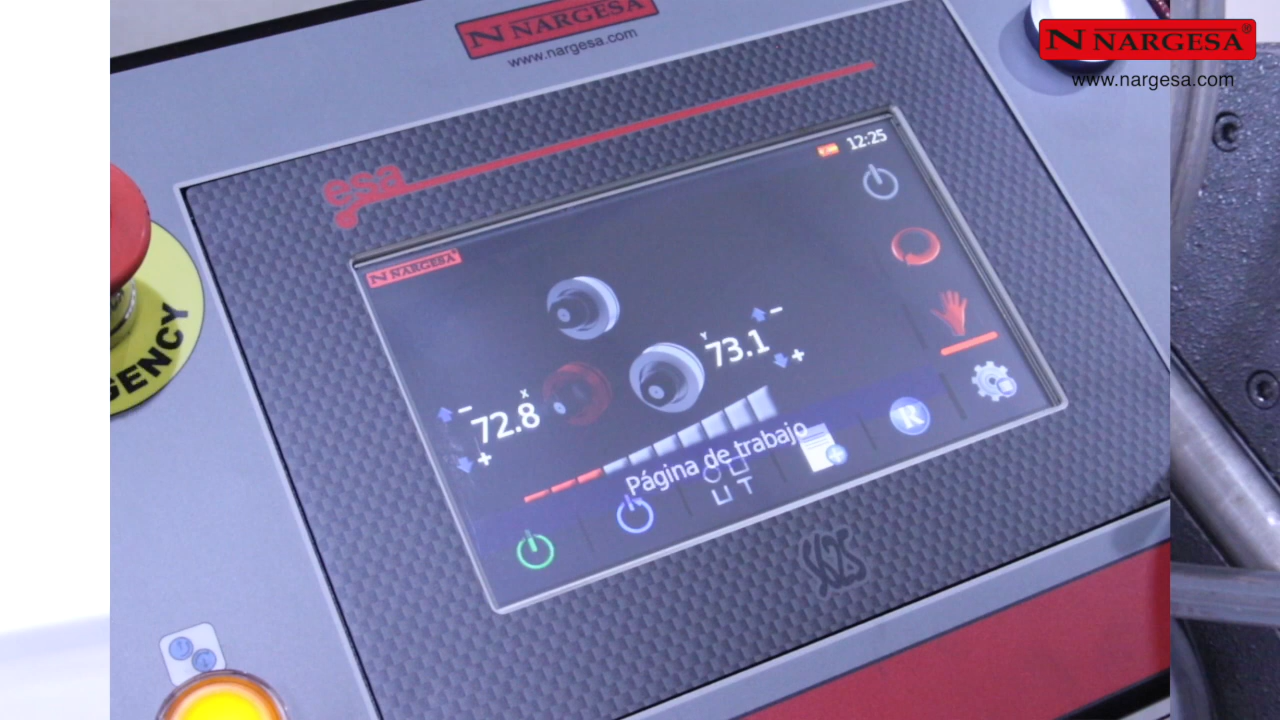 N NARGESA
www.nargesa.com
N NARGESA®
www.nargesa.com
esa
12:25
N NARGESA
Y
73.1
-
+
X
72.8
-
+
Página de trabajo
R
GENCY